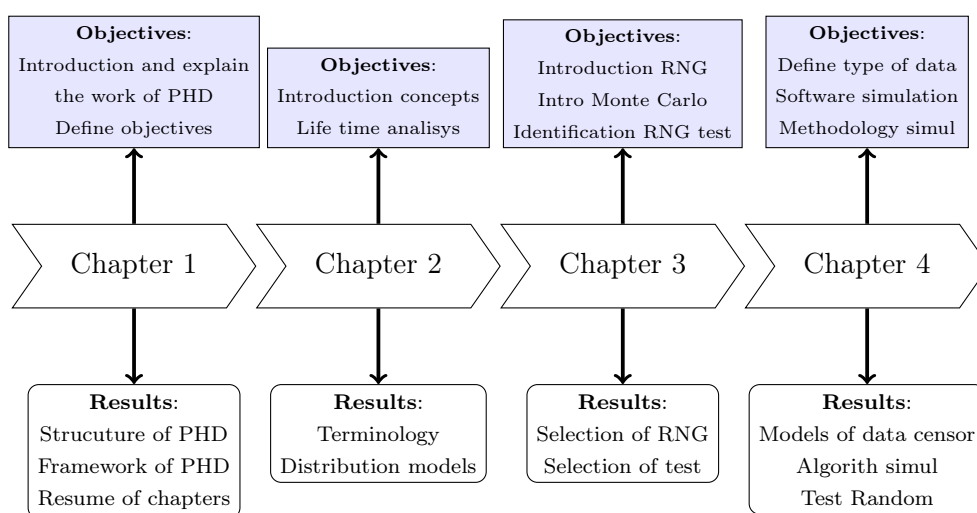 Objectives:
Introduction and explain
the work of PHD
Define objectives
Objectives:
Introduction concepts
Life time analisys
Objectives:
Introduction RNG
Intro Monte Carlo
Identification RNG test
Objectives:
Define type of data
Software simulation
Methodology simul
Chapter 1
Chapter 2
Chapter 3
Chapter 4
Results:
Strucuture of PHD
Framework of PHD
Resume of chapters
Results:
Terminology
Distribution models
Results:
Selection of RNG
Selection of test
Results:
Models of data censor
Algorith simul
Test Random